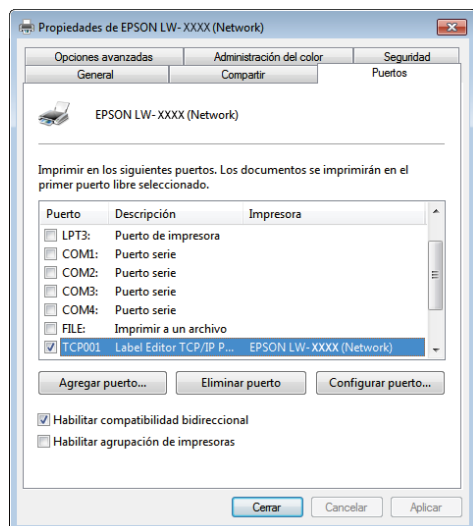 Propiedades de EPSON LW- XXXX (Network)
Opciones avanzadas Administración del color Seguridad
General Compartir Puertos
EPSON LW- XXXX (Network)
Imprimir en los siguientes puertos. Los documentos se imprimirán en el
primer puerto libre seleccionado.
Puerto Descripción Impresora
LPT3: Puerto de impresora
COM1: Puerto serie
COM2: Puerto serie
COM3: Puerto serie
COM4: Puerto serie
FILE: Imprimir a un archivo
TCP001 Label Editor TCP/IP P... EPSON LW- XXXX (Network)
Agregar puerto... Eliminar puerto Configurar puerto...
Habilitar compatibilidad bidireccional
Habilitar agrupación de impresoras
Cerrar Cancelar Aplicar